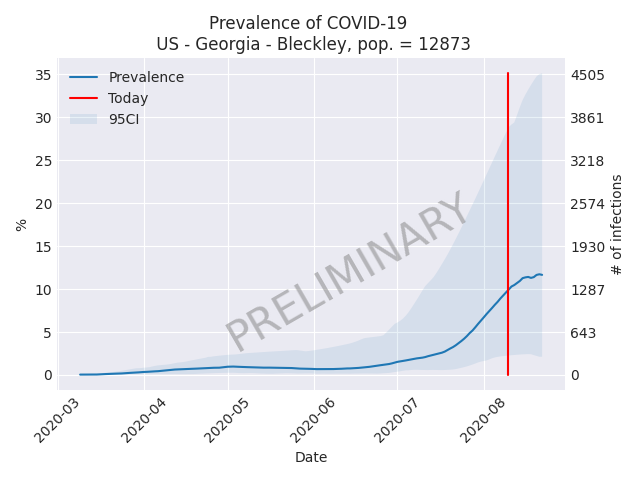 Prevalence of COVID-19
US - Georgia - Bleckley, pop. = 12873
Prevalence
Today
95CI
35
30
25
20
15
10
5
0
%
4505
3861
3218
2574
1930
1287
643
0
# of infections
PRELIMINARY
2020-03
2020-04
2020-05
2020-06
2020-07
2020-08
Date